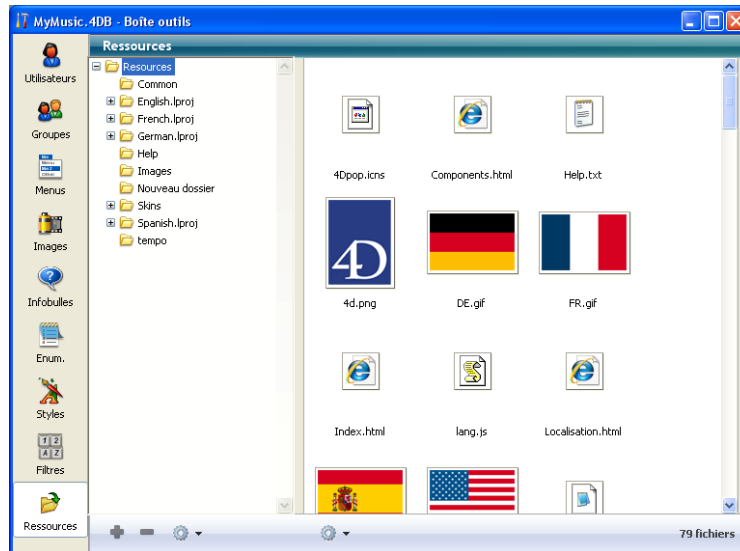 MyMusic.4DB - Boîte outils
Ressources
Utilisateurs
Groupes
Menus
Images
Infobulles
Enum.
Styles
Filtres
Ressources
Resources
Common
English.lproj
French.lproj
German.lproj
Help
Images
Nouveau dossier
Skins
Spanish.lproj
tempo
4Dpop.icns
Components.html
Help.txt
4D
4d.png
DE.gif
FR.gif
Index.html
lang.js
Localisation.html
79 fichiers